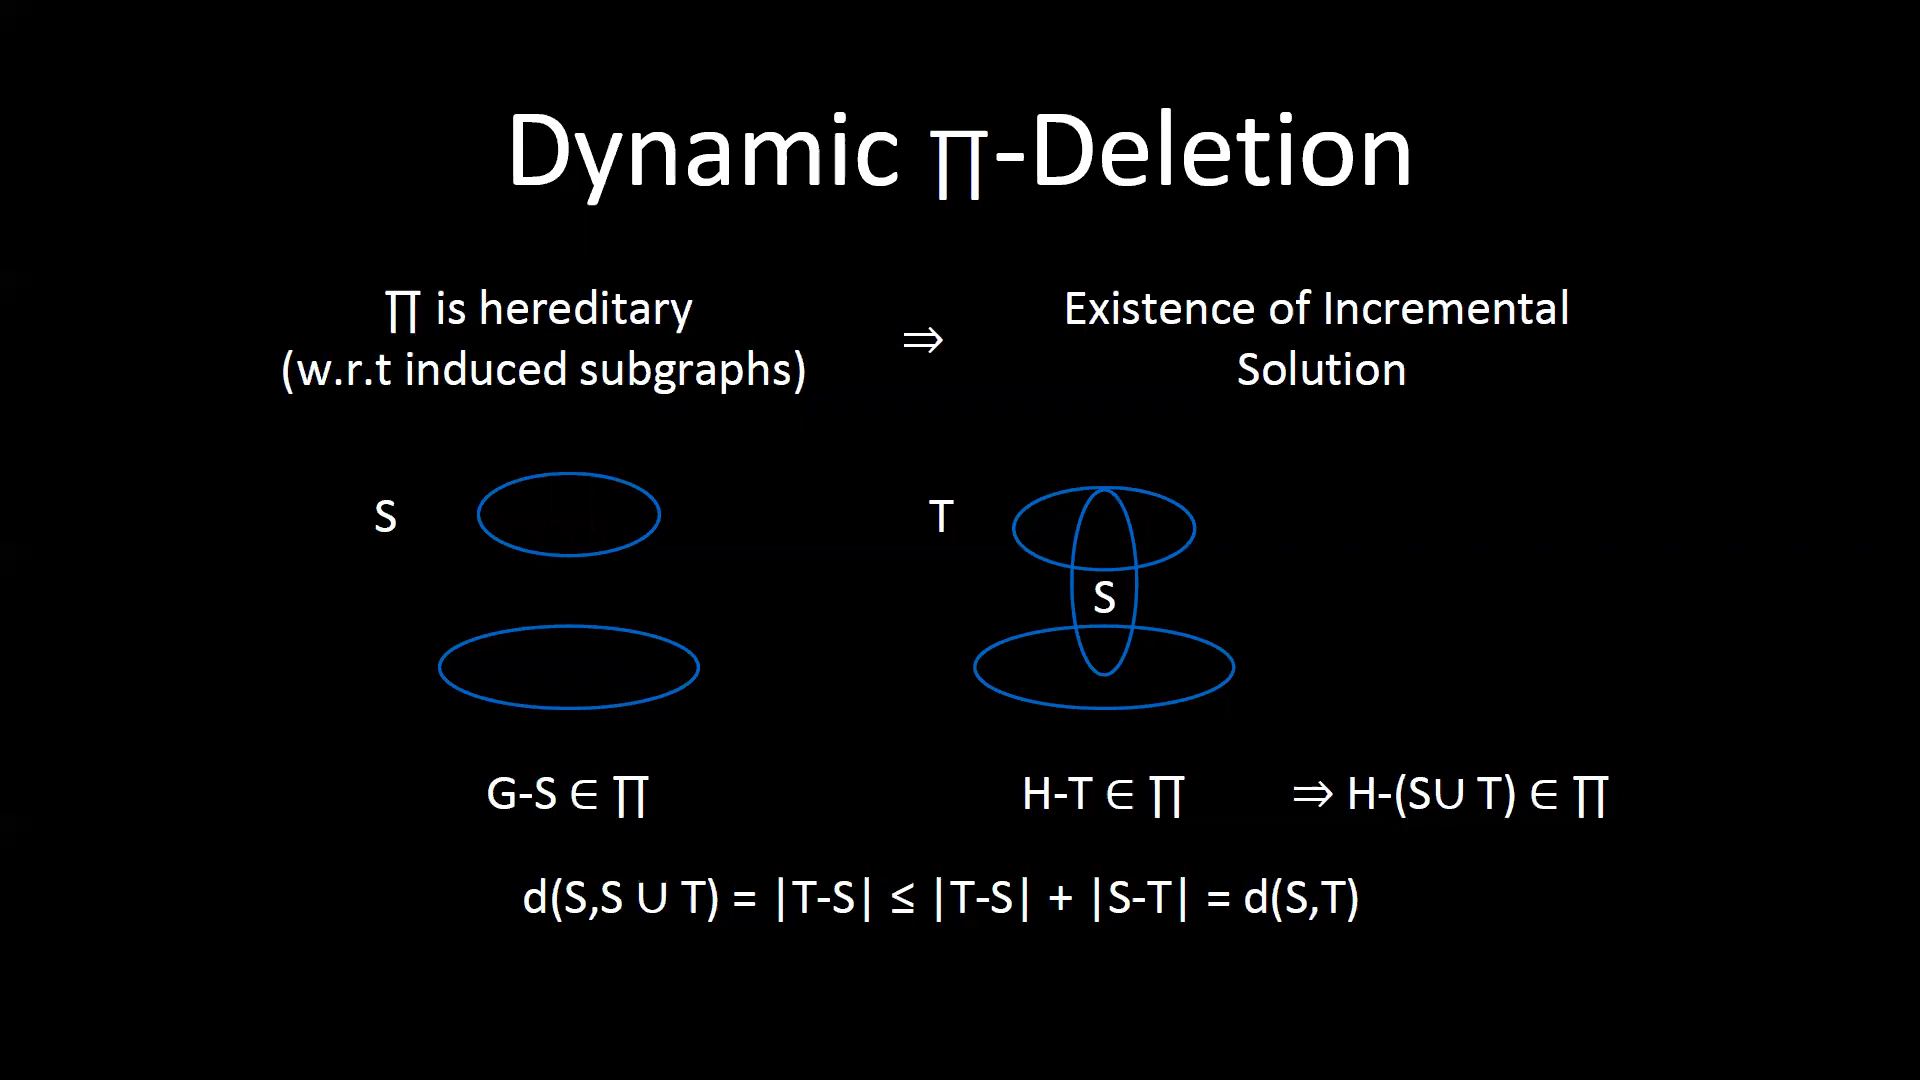 Dynamic ∏-Deletion
∏ is hereditary
(w.r.t induced subgraphs)
⇒
Existence of Incremental
Solution
S
T
S
G-S ∈ ∏
H-T ∈ ∏
⇒ H-(S∪ T) ∈ ∏
d(S,S ∪ T) = |T-S| ≤ |T-S| + |S-T| = d(S,T)